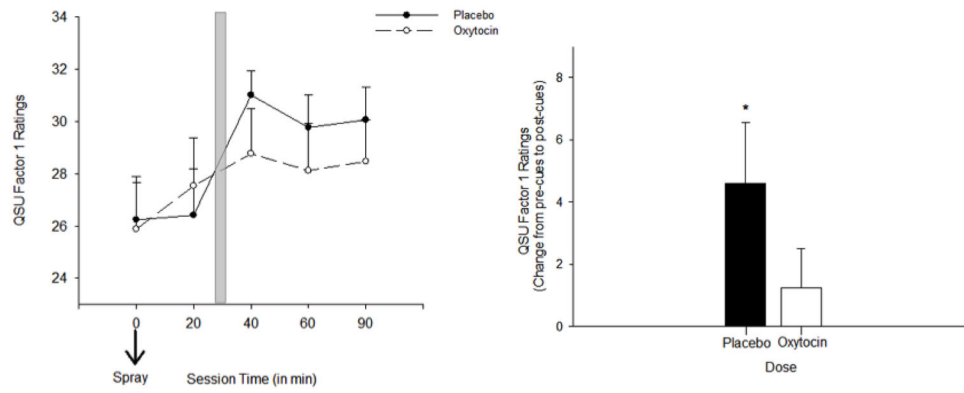 Placebo
Oxytocin
34
32
30
28
26
24
QSU Factor 1 Ratings
0
20
40
60
90
Spray
Session Time (in min)
8
6
4
2
0
QSU Factor 1 Ratings
(Change from pre-cues to post-cues)
*
Placebo
Oxytocin
Dose